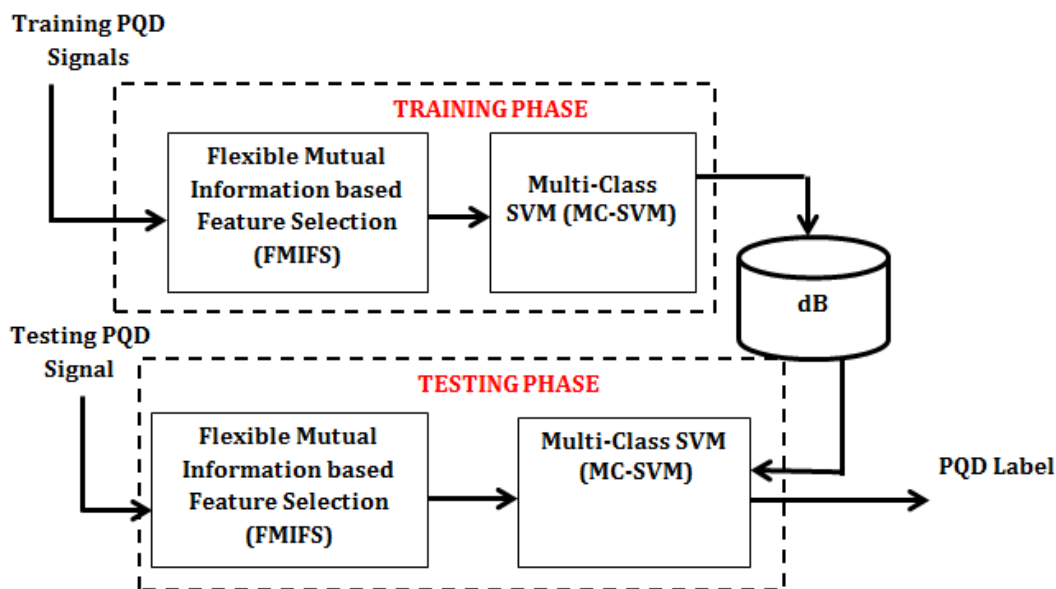 Training PQD
Signals
TRAINING PHASE
Flexible Mutual
Information based
Feature Selection
(FMIFS)
Multi-Class
SVM (MC-SVM)
dB
Testing PQD
Signal
TESTING PHASE
Flexible Mutual
Information based
Feature Selection
(FMIFS)
Multi-Class SVM
(MC-SVM)
PQD Label